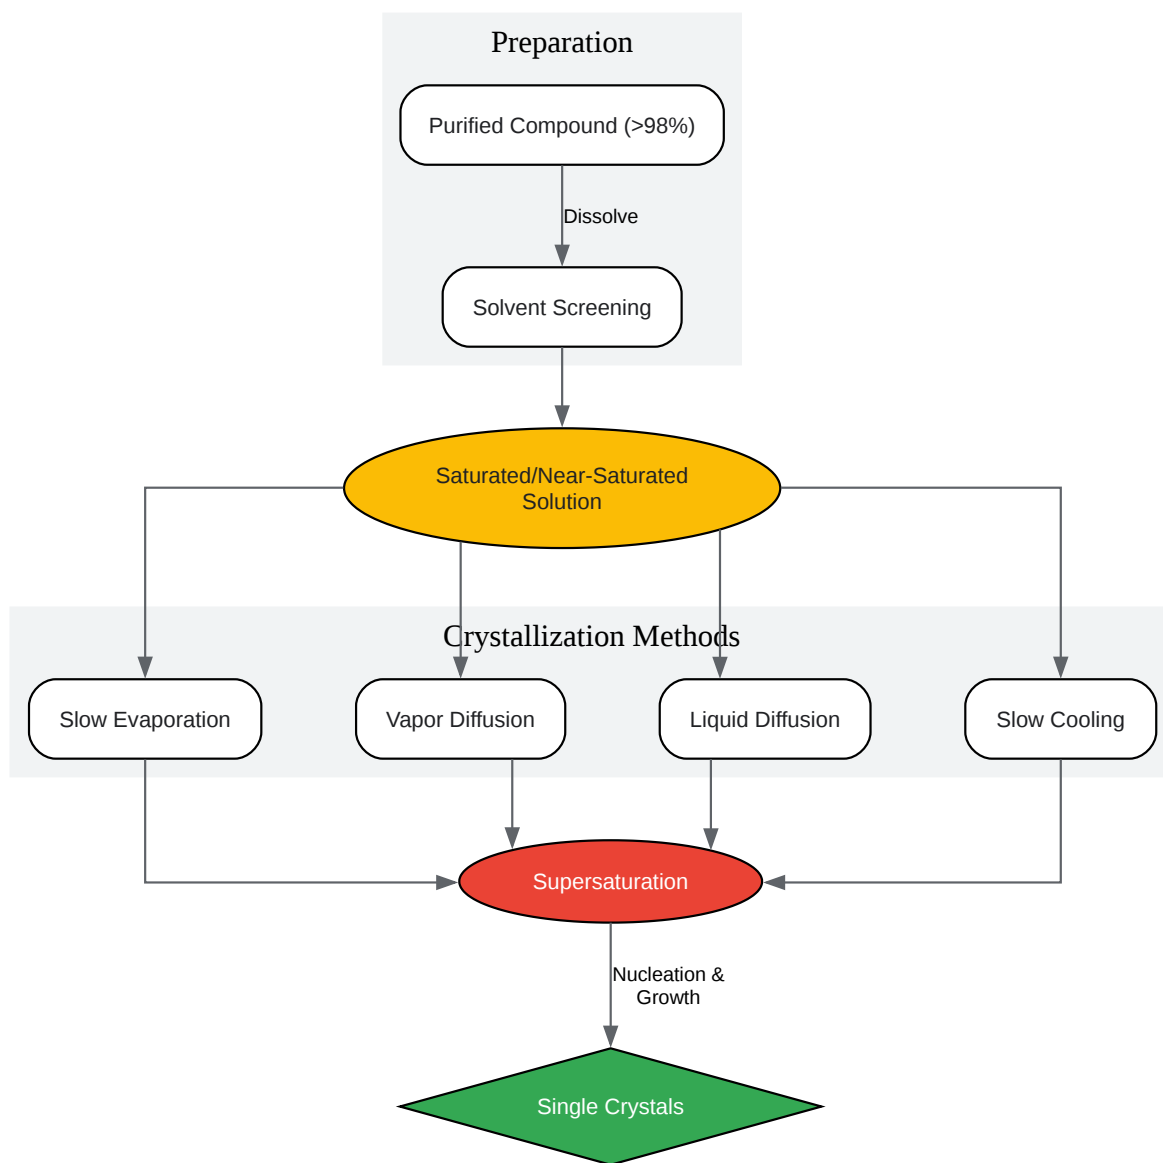 Preparation
Purified Compound (>98%)
Dissolve
Solvent Screening
Saturated/Near-Saturated
Solution
Crystallization Methods
Slow Evaporation
Vapor Diffusion
Liquid Diffusion
Slow Cooling
Supersaturation
Nucleation &
Growth
Single Crystals